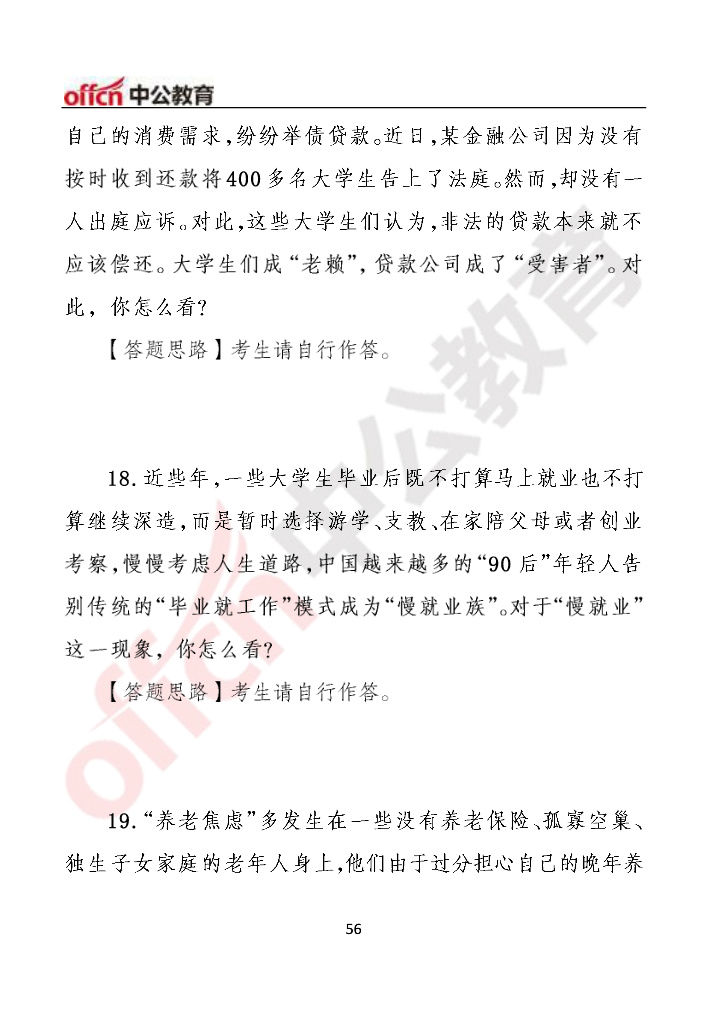 offcn 中公教育
自己的消费需求,纷纷举债贷款。近日,某金融公司因为没有
按时收到还款将400多名大学生告上了法庭。然而,却没有一
人出庭应诉。对此,这些大学生们认为,非法的贷款本来就不
应该偿还。大学生们成“老赖”,贷款公司成了“受害者”。对
此,你怎么看?
【答题思路】考生请自行作答。
18.近些年,一些大学生毕业后既不打算马上就业也不打
算继续深造,而是暂时选择游学、支教、在家陪父母或者创业
考察,慢慢考虑人生道路,中国越来越多的“90后”年轻人告
别传统的“毕业就工作”模式成为“慢就业族”。对于“慢就业”
这一现象,你怎么看?
【答题思路】考生请自行作答。
19.“养老焦虑”多发生在一些没有养老保险、孤寡空巢、
独生子女家庭的老年人身上,他们由于过分担心自己的晚年养
56
offcn 中公教育